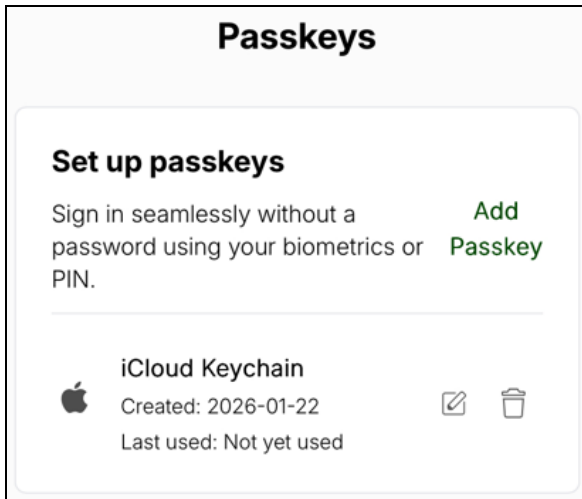 Passkeys
Set up passkeys
Sign in seamlessly without a
password using your biometrics or
PIN.
Add
Passkey
iCloud Keychain
Created: 2026-01-22
Last used: Not yet used